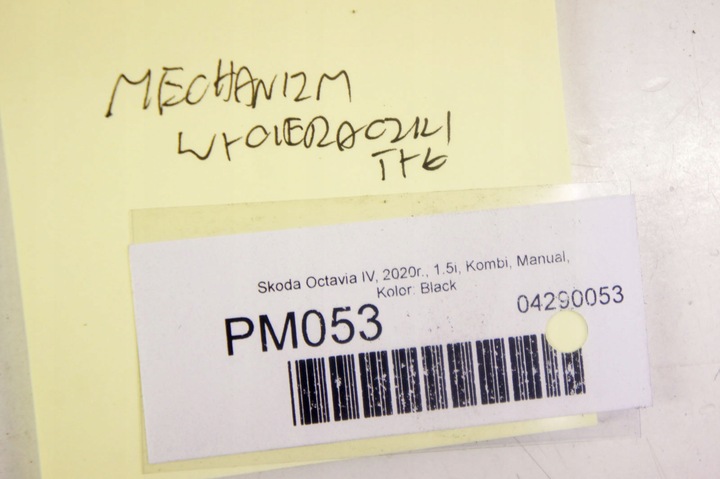 MECHANIZM
WYCIERACZKI
TYŁ
Skoda Octavia IV, 2020r., 1.5i, Kombi, Manual,
Kolor: Black
04290053
PM053